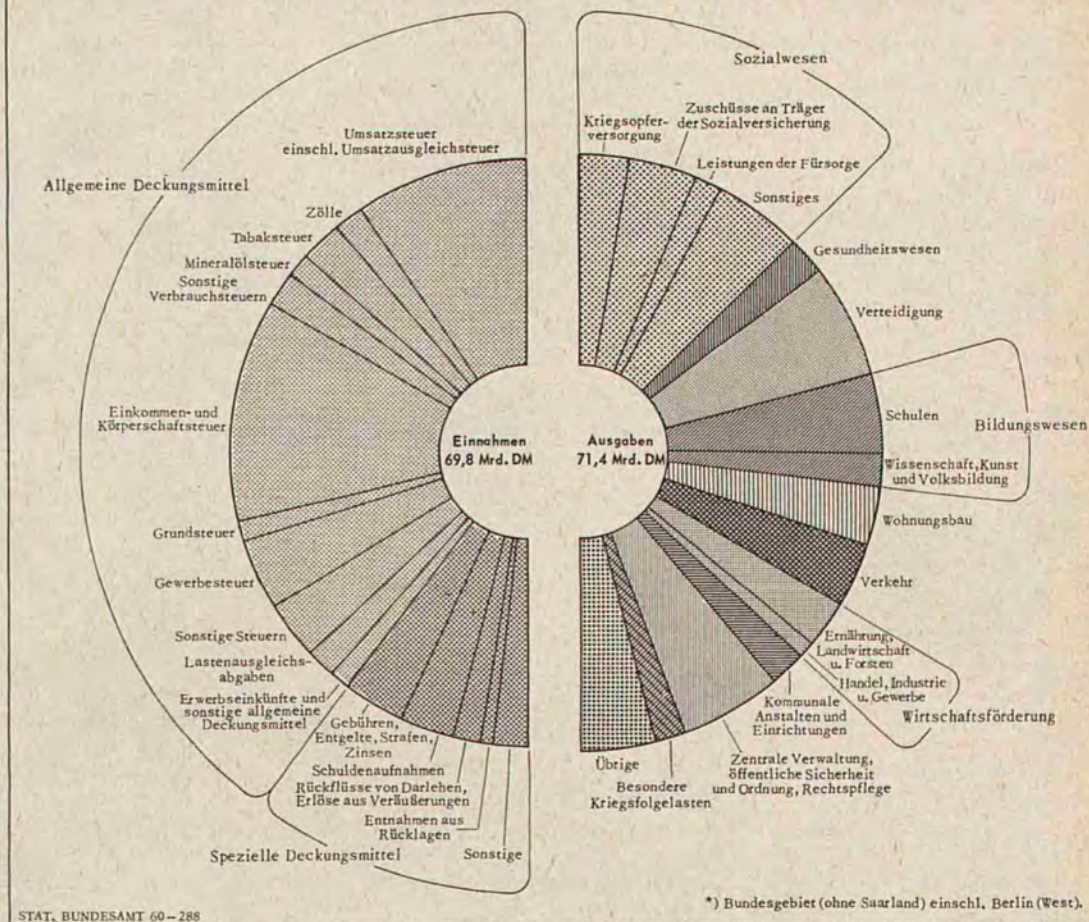 Allgemeine Deckungsmittel
Umsatzsteuer
einschl. Umsatzausgleichsteuer
Zölle
Tabaksteuer
Mineralölsteuer
Sonstige
Verbrauchsteuern
Einkommen- und
Körperschaftsteuer
Grundsteuer
Gewerbesteuer
Sonstige Steuern
Lastenausgleichs-
abgaben
Erwerbseinkünfte und
sonstige allgemeine
Deckungsmittel
Gebühren,
Entgelte, Strafen,
Zinsen
Schuldenaufnahmen
Rückflüsse von Darlehen,
Erlöse aus Veräußerungen
Entnahmen aus
Rücklagen
Sonstige
Spezielle Deckungsmittel
Einnahmen
69,8 Mrd. DM
Ausgaben
71,4 Mrd. DM
Sozialwesen
Kriegsopfer-
versorgung
Zuschüsse an Träger
der Sozialversicherung
Leistungen der Fürsorge
Sonstiges
Gesundheitswesen
Verteidigung
Schulen
Bildungswesen
Wissenschaft, Kunst
und Volksbildung
Wohnungsbau
Verkehr
Ernährung,
Landwirtschaft
u. Forsten
Handel, Industrie
u. Gewerbe
Wirtschaftsförderung
Kommunale
Anstalten und
Einrichtungen
Zentrale Verwaltung,
öffentliche Sicherheit
und Ordnung, Rechtspflege
Besondere
Kriegsfolgelasten
Übrige
STAT. BUNDESAMT 60–288
*) Bundesgebiet (ohne Saarland) einschl. Berlin (West).